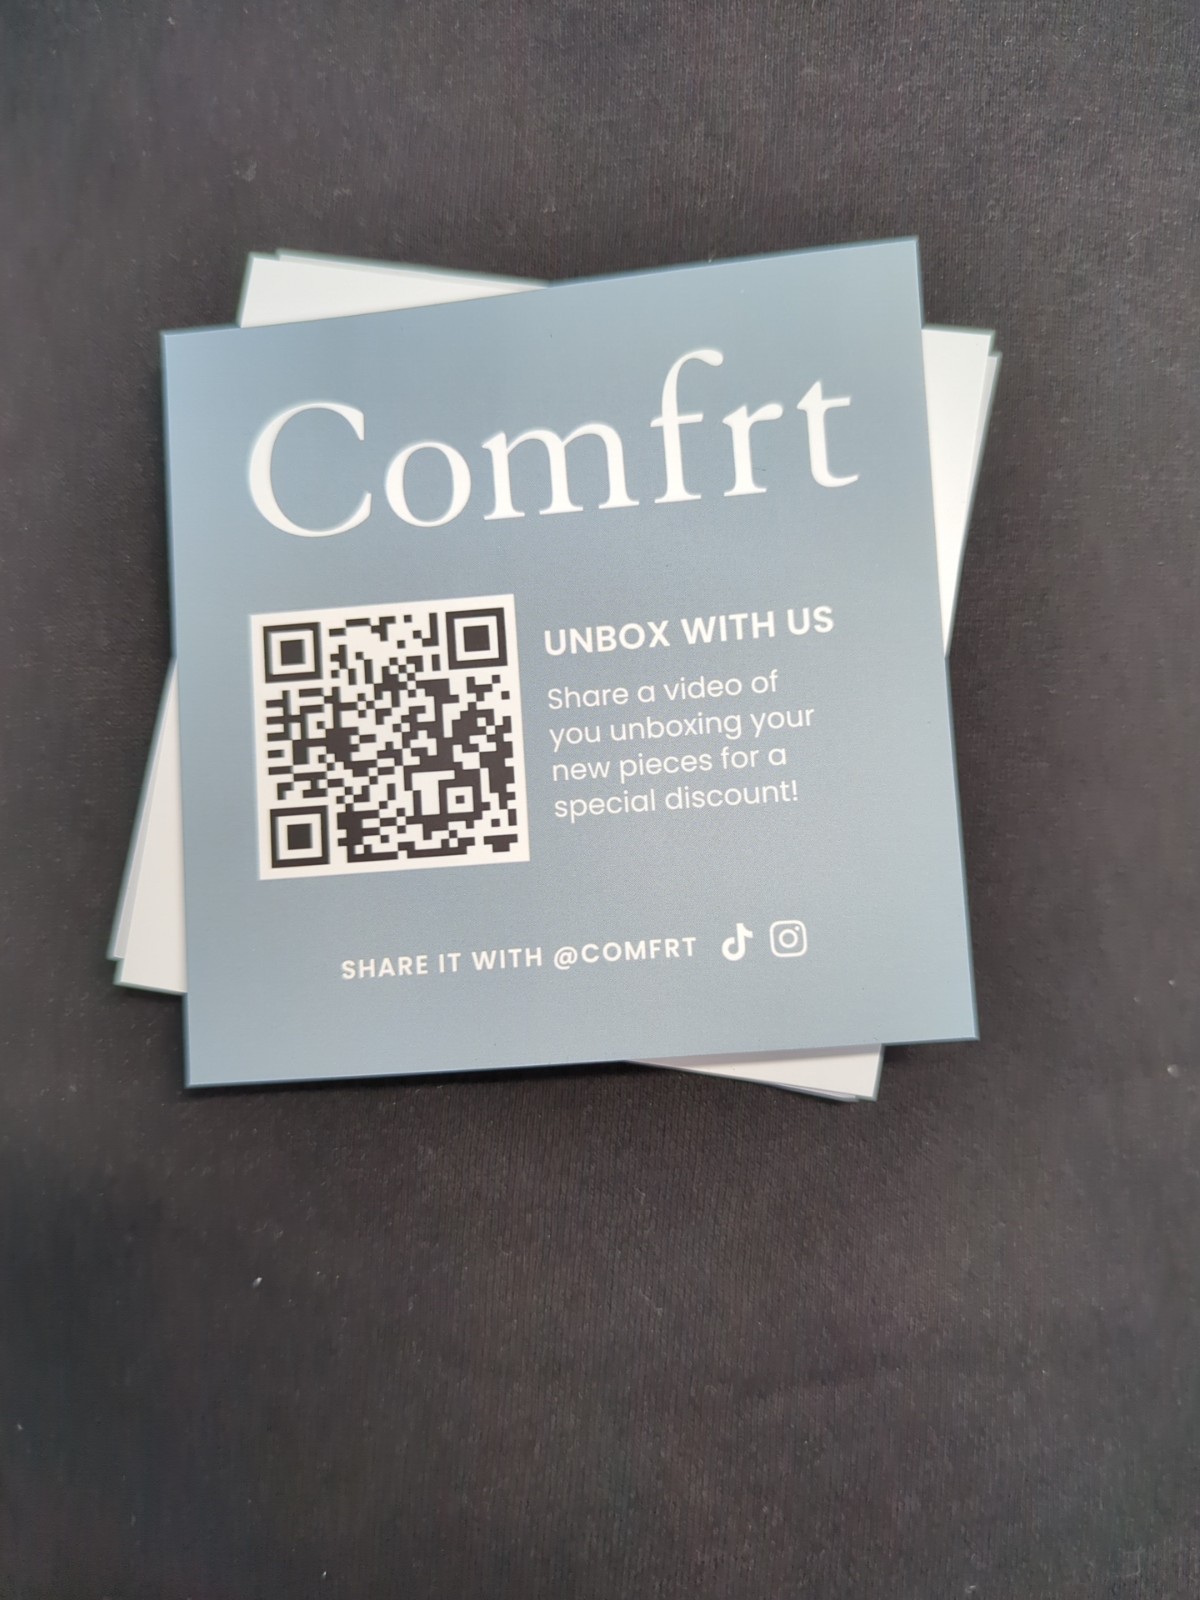 Comfrt
UNBOX WITH US
Share a video of
you unboxing your
new pieces for a
special discount!
SHARE IT WITH @COMFRT